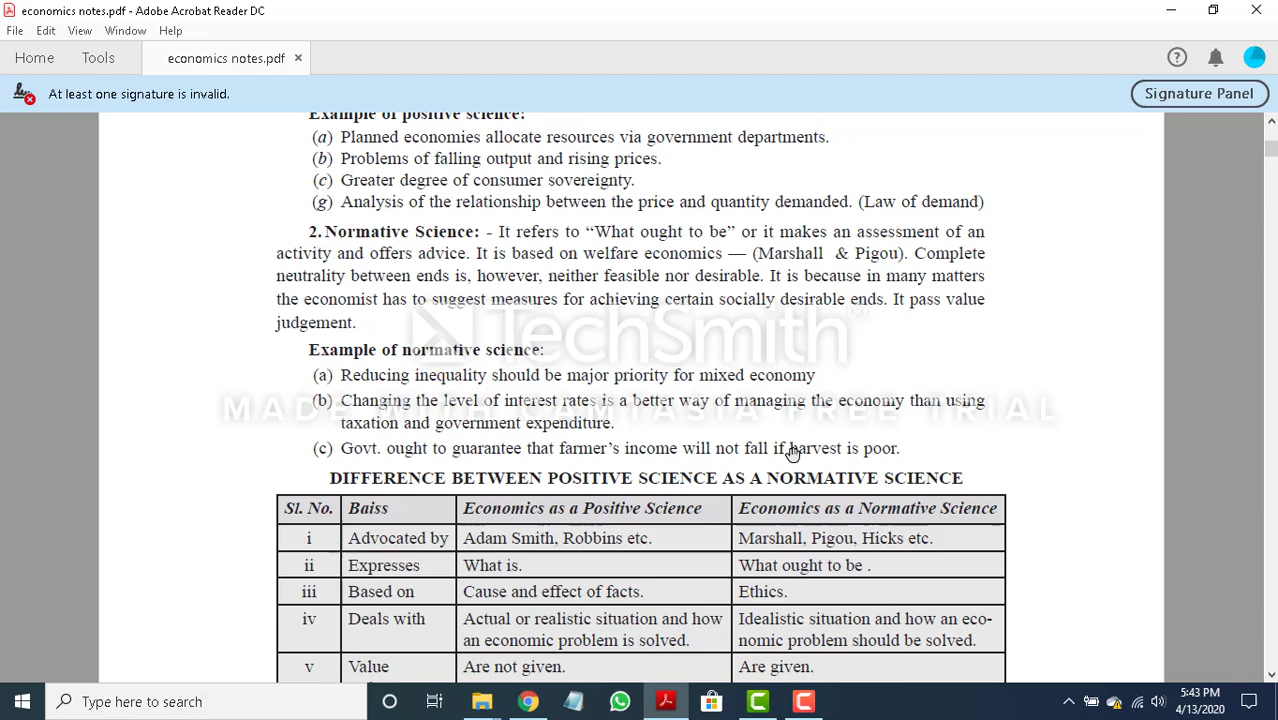 economics notes.pdf - Adobe Acrobat Reader DC
File Edit View Window Help
Home Tools economics notes.pdf ×
At least one signature is invalid. Signature Panel
Example of positive science:
(a) Planned economies allocate resources via government departments.
(b) Problems of falling output and rising prices.
(c) Greater degree of consumer sovereignty.
(g) Analysis of the relationship between the price and quantity demanded. (Law of demand)
2. Normative Science: - It refers to “What ought to be” or it makes an assessment of an
activity and offers advice. It is based on welfare economics — (Marshall & Pigou). Complete
neutrality between ends is, however, neither feasible nor desirable. It is because in many matters
the economist has to suggest measures for achieving certain socially desirable ends. It pass value
judgement.
TechSmith®
Example of normative science:
(a) Reducing inequality should be major priority for mixed economy
(b) Changing the level of interest rates is a better way of managing the economy than using
MADE WITH CAMTASIA FREE TRIAL
taxation and government expenditure.
(c) Govt. ought to guarantee that farmer’s income will not fall if harvest is poor.
DIFFERENCE BETWEEN POSITIVE SCIENCE AS A NORMATIVE SCIENCE
Sl. No. Baiss Economics as a Positive Science Economics as a Normative Science
i Advocated by Adam Smith, Robbins etc. Marshall, Pigou, Hicks etc.
ii Expresses What is. What ought to be .
iii Based on Cause and effect of facts. Ethics.
iv Deals with Actual or realistic situation and how Idealistic situation and how an eco-
an economic problem is solved. nomic problem should be solved.
v Value Are not given. Are given.
Type here to search
5:43 PM
4/13/2020